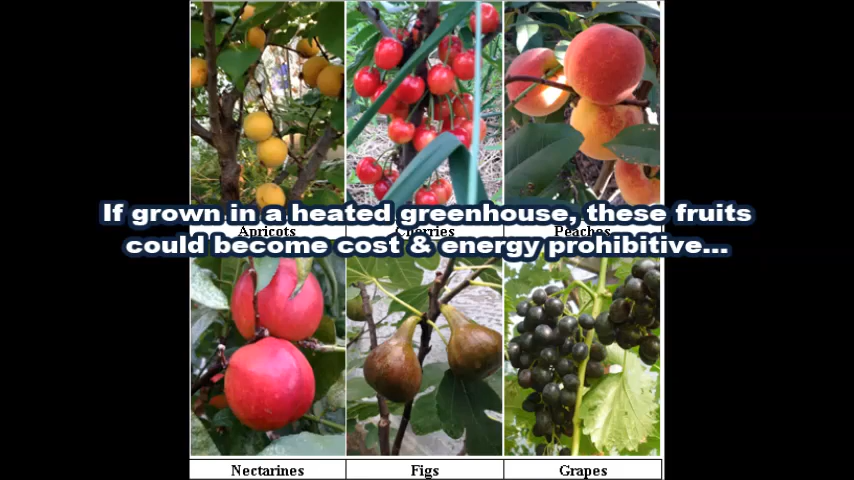 If grown in a heated greenhouse, these fruits
Apricots Cherries Peaches
could become cost & energy prohibitive...
Nectarines Figs Grapes